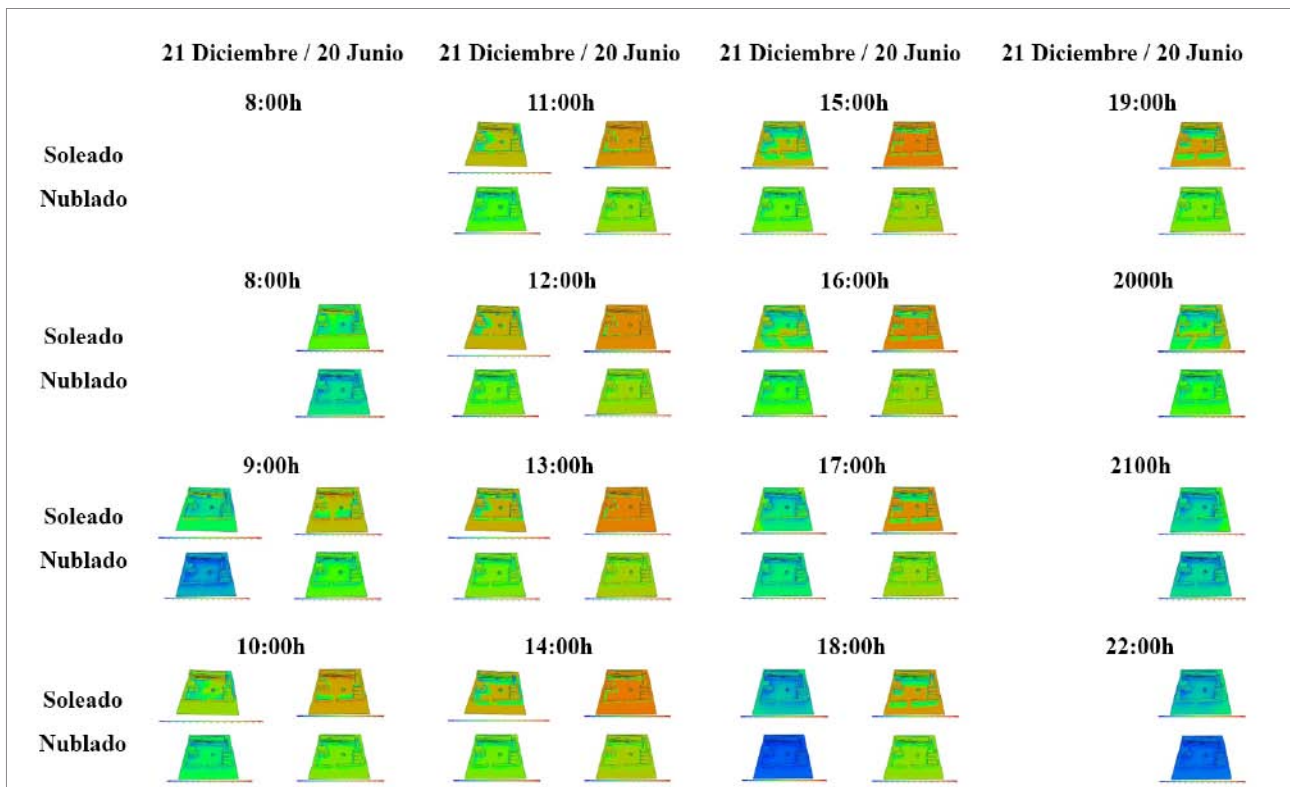 21 Diciembre / 20 Junio 21 Diciembre / 20 Junio 21 Diciembre / 20 Junio 21 Diciembre / 20 Junio
8:00h 11:00h 15:00h 19:00h
Soleado
Nublado
8:00h 12:00h 16:00h 2000h
Soleado
Nublado
9:00h 13:00h 17:00h 2100h
Soleado
Nublado
10:00h 14:00h 18:00h 22:00h
Soleado
Nublado